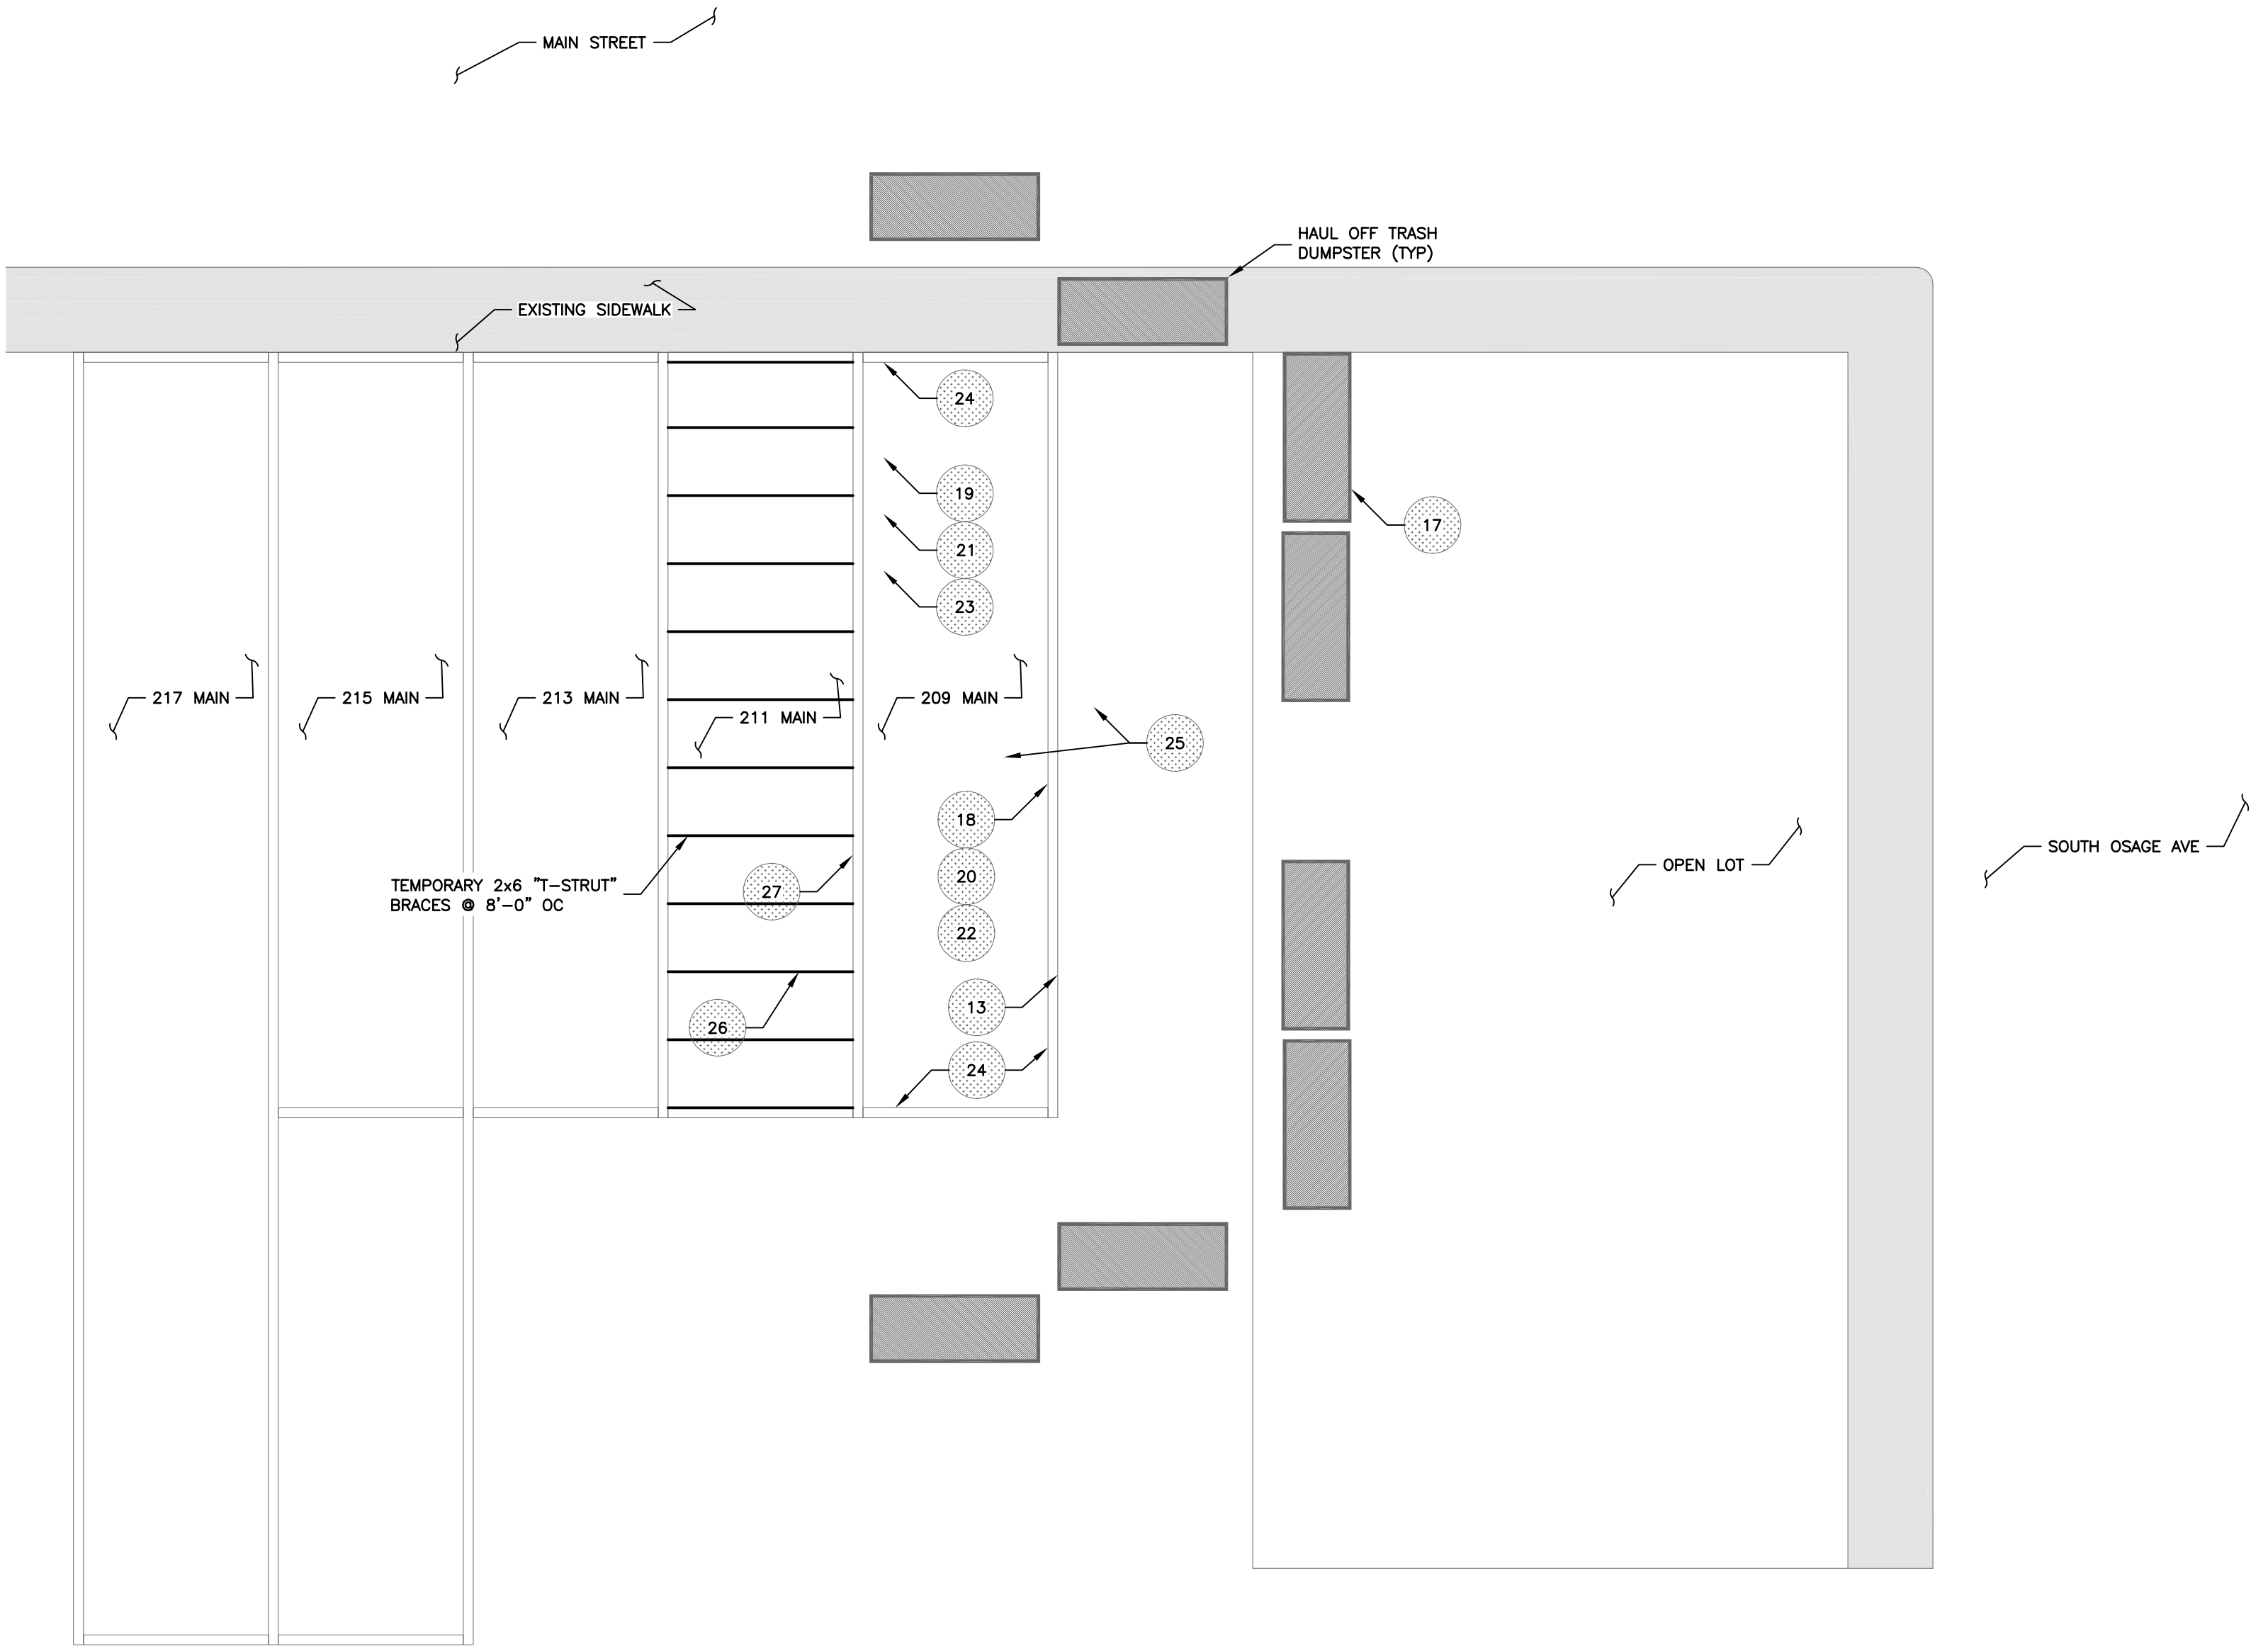 MAIN STREET
HAUL OFF TRASH
DUMPSTER (TYP)
EXISTING SIDEWALK
24
19
17
21
23
217 MAIN
215 MAIN
213 MAIN
211 MAIN
209 MAIN
25
18
SOUTH OSAGE AVE
OPEN LOT
20
TEMPORARY 2x6 "T-STRUT"
BRACES @ 8'-0" OC
27
22
13
26
24